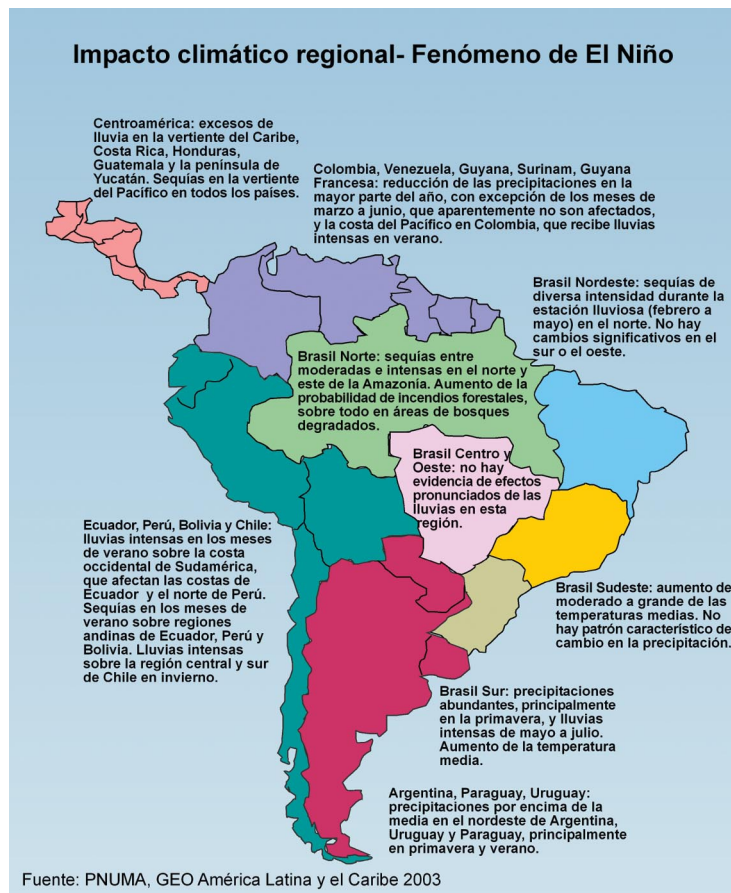 Impacto climático regional- Fenómeno de El Niño
Centroamérica: excesos de
lluvia en la vertiente del Caribe,
Costa Rica, Honduras,
Guatemala y la península de
Yucatán. Sequías en la vertiente
del Pacífico en todos los países.
Colombia, Venezuela, Guyana, Surinam, Guyana
Francesa: reducción de las precipitaciones en la
mayor parte del año, con excepción de los meses de
marzo a junio, que aparentemente no son afectados,
y la costa del Pacífico en Colombia, que recibe lluvias
intensas en verano.
Brasil Nordeste: sequías de
diversa intensidad durante la
estación lluviosa (febrero a
mayo) en el norte. No hay
cambios significativos en el
sur o el oeste.
Brasil Norte: sequías entre
moderadas e intensas en el norte y
este de la Amazonía. Aumento de la
probabilidad de incendios forestales,
sobre todo en áreas de bosques
degradados.
Brasil Centro y
Oeste: no hay
evidencia de efectos
pronunciados de las
lluvias en esta
región.
Ecuador, Perú, Bolivia y Chile:
lluvias intensas en los meses
de verano sobre la costa
occidental de Sudamérica,
que afectan las costas de
Ecuador y el norte de Perú.
Sequías en los meses de
verano sobre regiones
andinas de Ecuador, Perú y
Bolivia. Lluvias intensas
sobre la región central y sur
de Chile en invierno.
Brasil Sudeste: aumento de
moderado a grande de las
temperaturas medias. No
hay patrón característico de
cambio en la precipitación.
Brasil Sur: precipitaciones
abundantes, principalmente
en la primavera, y lluvias
intensas de mayo a julio.
Aumento de la temperatura
media.
Argentina, Paraguay, Uruguay:
precipitaciones por encima de la
media en el nordeste de Argentina,
Uruguay y Paraguay, principalmente
en primavera y verano.
Fuente: PNUMA, GEO América Latina y el Caribe 2003